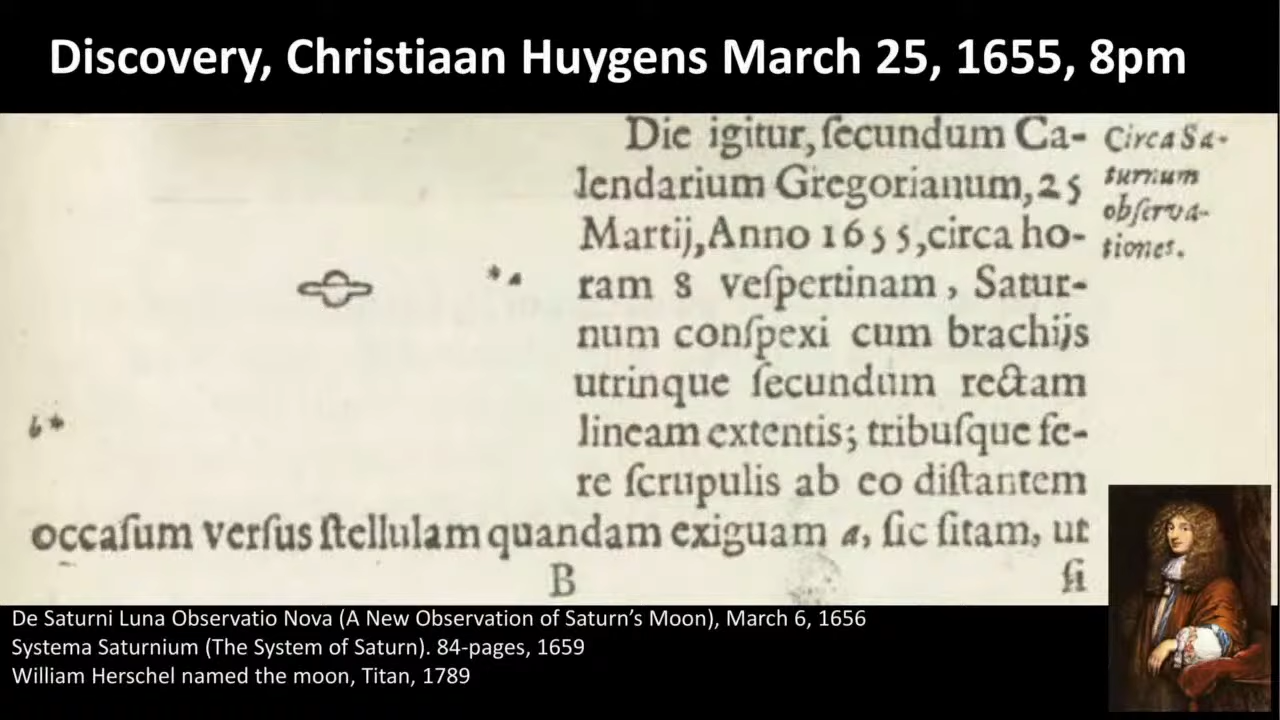 Discovery, Christiaan Huygens March 25, 1655, 8pm
Die igitur, ſecundum Ca-
lendarium Gregorianum, 25
Martij, Anno 1655, circa ho-
ram 8 veſpertinam, Satur-
num conſpexi cum brachijs
utrinque ſecundum rectam
lineam extentis; tribuſque fe-
re ſcrupulis ab eo diſtantem
occaſum verſus ſtellulam quandam exiguam a, ſic ſitam, ut
B
ſi
Circa Sa-
turnum
obſerva-
tiones.
* a
b *
De Saturni Luna Observatio Nova (A New Observation of Saturn’s Moon), March 6, 1656
Systema Saturnium (The System of Saturn). 84-pages, 1659
William Herschel named the moon, Titan, 1789